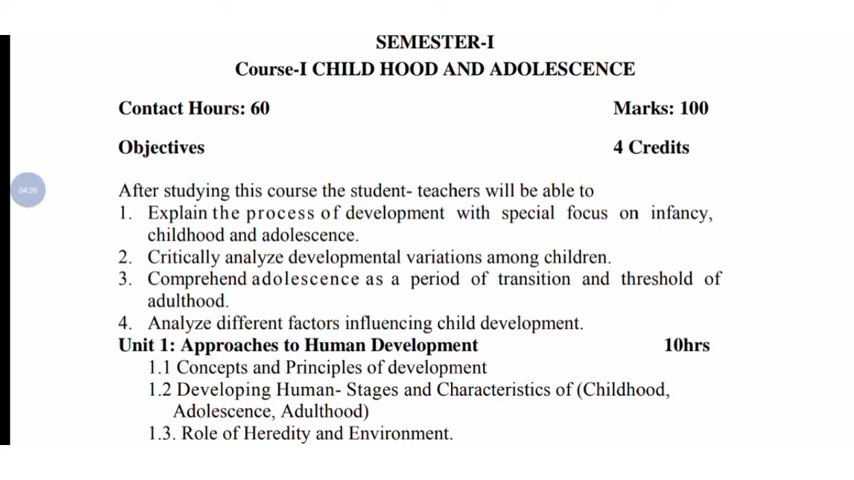 SEMESTER-I
Course-I CHILD HOOD AND ADOLESCENCE
Contact Hours: 60 Marks: 100
Objectives 4 Credits
04:20
After studying this course the student- teachers will be able to
1. Explain the process of development with special focus on infancy,
childhood and adolescence.
2. Critically analyze developmental variations among children.
3. Comprehend adolescence as a period of transition and threshold of
adulthood.
4. Analyze different factors influencing child development.
Unit 1: Approaches to Human Development 10hrs
1.1 Concepts and Principles of development
1.2 Developing Human- Stages and Characteristics of (Childhood,
Adolescence, Adulthood)
1.3. Role of Heredity and Environment.